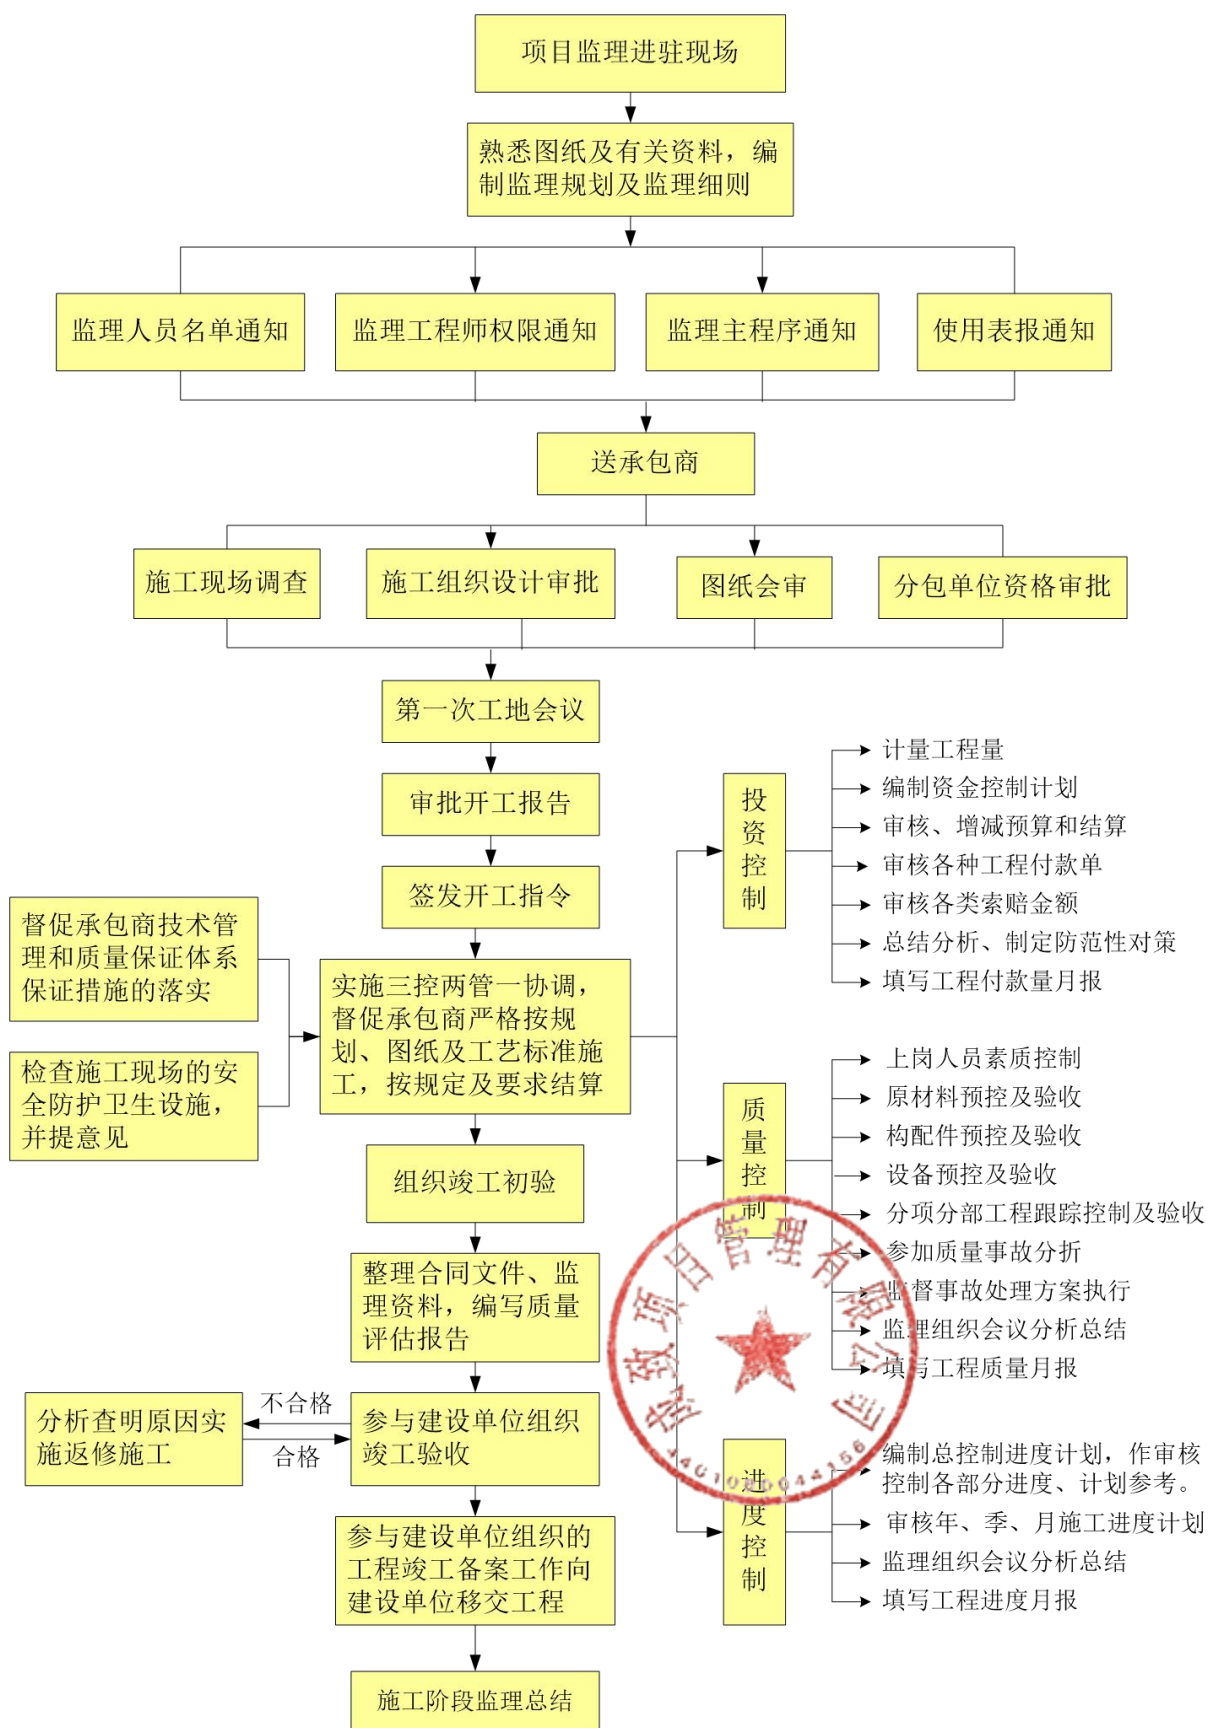 项目监理进驻现场
熟悉图纸及有关资料，编
制监理规划及监理细则
监理人员名单通知
监理工程师权限通知
监理主程序通知
使用表报通知
送承包商
施工现场调查
施工组织设计审批
图纸会审
分包单位资格审批
第一次工地会议
审批开工报告
签发开工指令
督促承包商技术管
理和质量保证体系
保证措施的落实
检查施工现场的安
全防护卫生设施，
并提意见
实施三控两管一协调，
督促承包商严格按规
划、图纸及工艺标准施
工，按规定及要求结算
组织竣工初验
整理合同文件、监
理资料，编写质量
评估报告
分析查明原因实
施返修施工
不合格
合格
参与建设单位组织
竣工验收
参与建设单位组织的
工程竣工备案工作向
建设单位移交工程
施工阶段监理总结
投资控制
计量工程量
编制资金控制计划
审核、增减预算和结算
审核各种工程付款单
审核各类索赔金额
总结分析、制定防范性对策
填写工程付款量月报
质量控制
上岗人员素质控制
原材料预控及验收
构配件预控及验收
设备预控及验收
分项分部工程跟踪控制及验收
参加质量事故分折
监督事故处理方案执行
监理组织会议分析总结
填写工程质量月报
进度控制
编制总控制进度计划，作审核
控制各部分进度、计划参考。
审核年、季、月施工进度计划
监理组织会议分析总结
填写工程进度月报
致项目管理有限公司
4401080044156